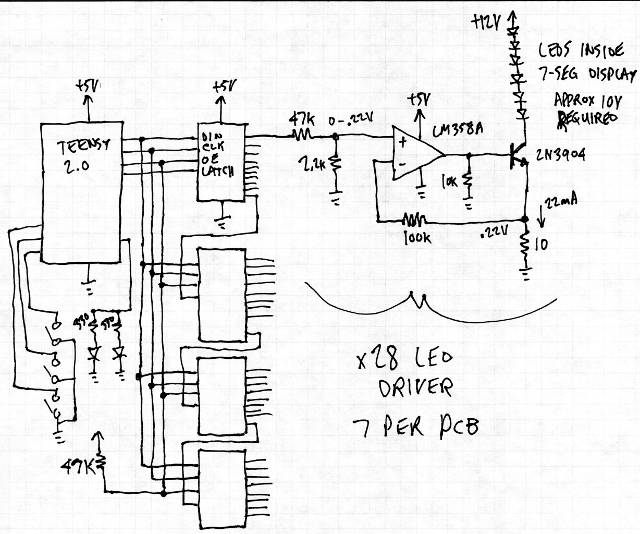 +12V
LEDS INSIDE
7-SEG DISPLAY
APPROX 10V
REQUIRED
+5V
+5V
+5V
TEENSY
2.0
DIN
CLK
OE
LATCH
47K
0-.22V
2.2K
+
-
LM358A
10K
2N3904
22mA
100K
.22V
10
330
330
47K
x28 LED
DRIVER
7 PER PCB